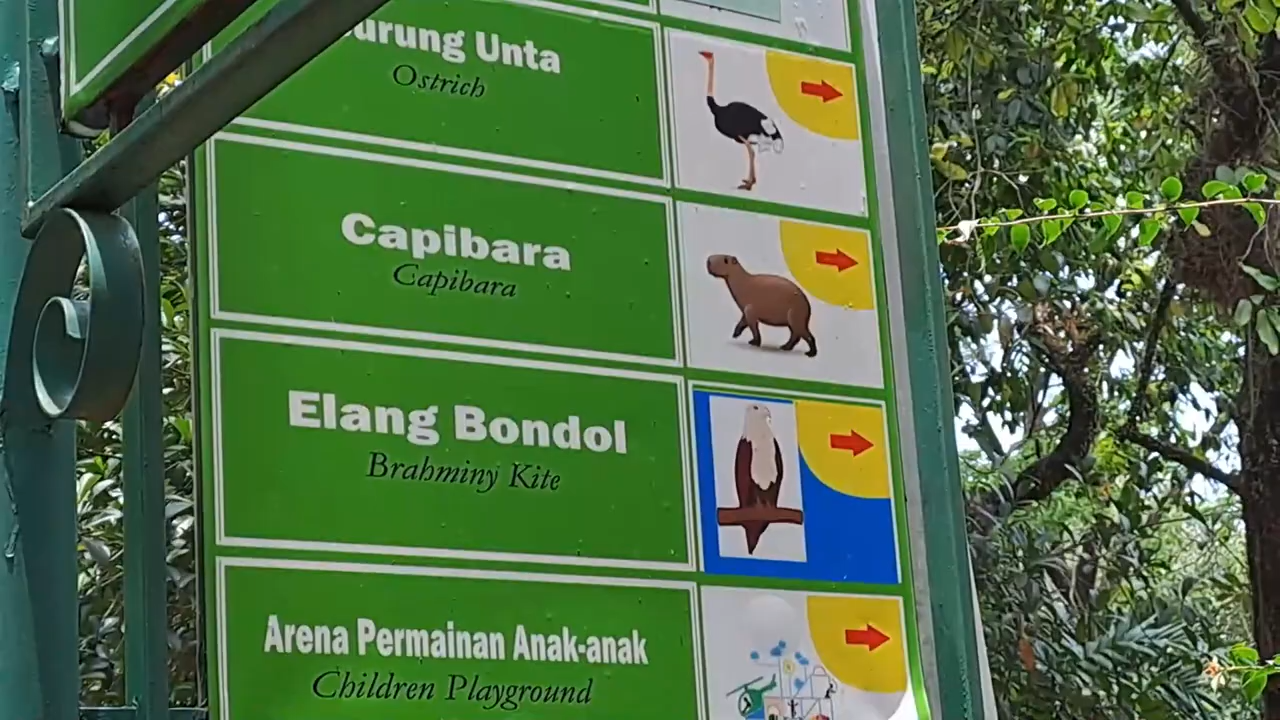 urung Unta
Ostrich
Capibara
Capibara
Elang Bondol
Brahminy Kite
Arena Permainan Anak-anak
Children Playground